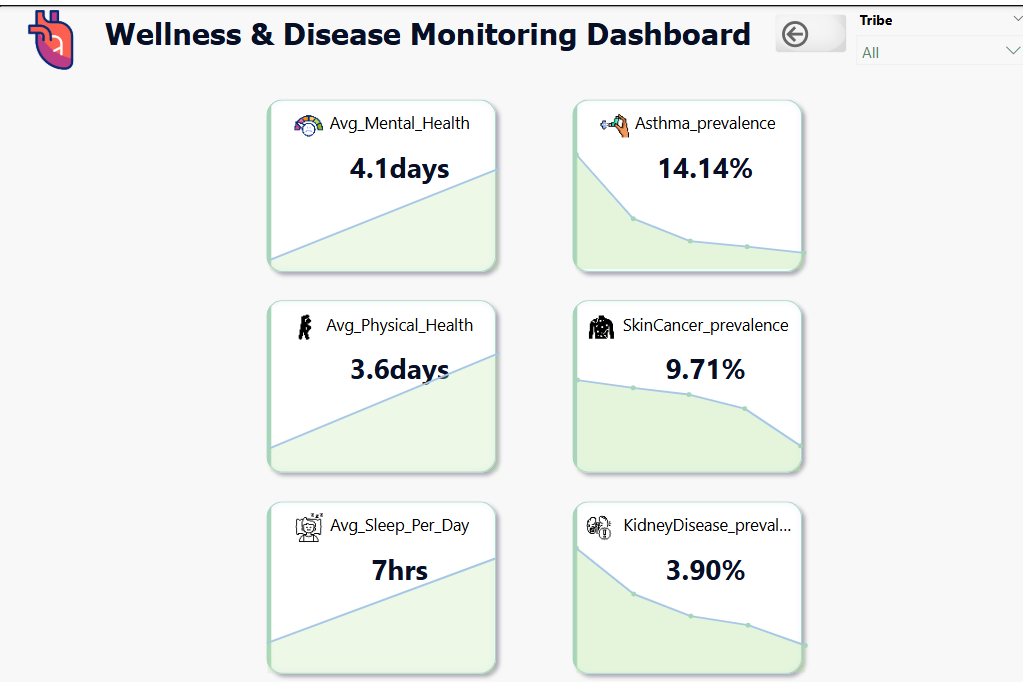 Wellness & Disease Monitoring Dashboard
Tribe
All
Avg_Mental_Health
4.1days
Asthma_prevalence
14.14%
Avg_Physical_Health
3.6days
SkinCancer_prevalence
9.71%
Avg_Sleep_Per_Day
7hrs
KidneyDisease_preval...
3.90%